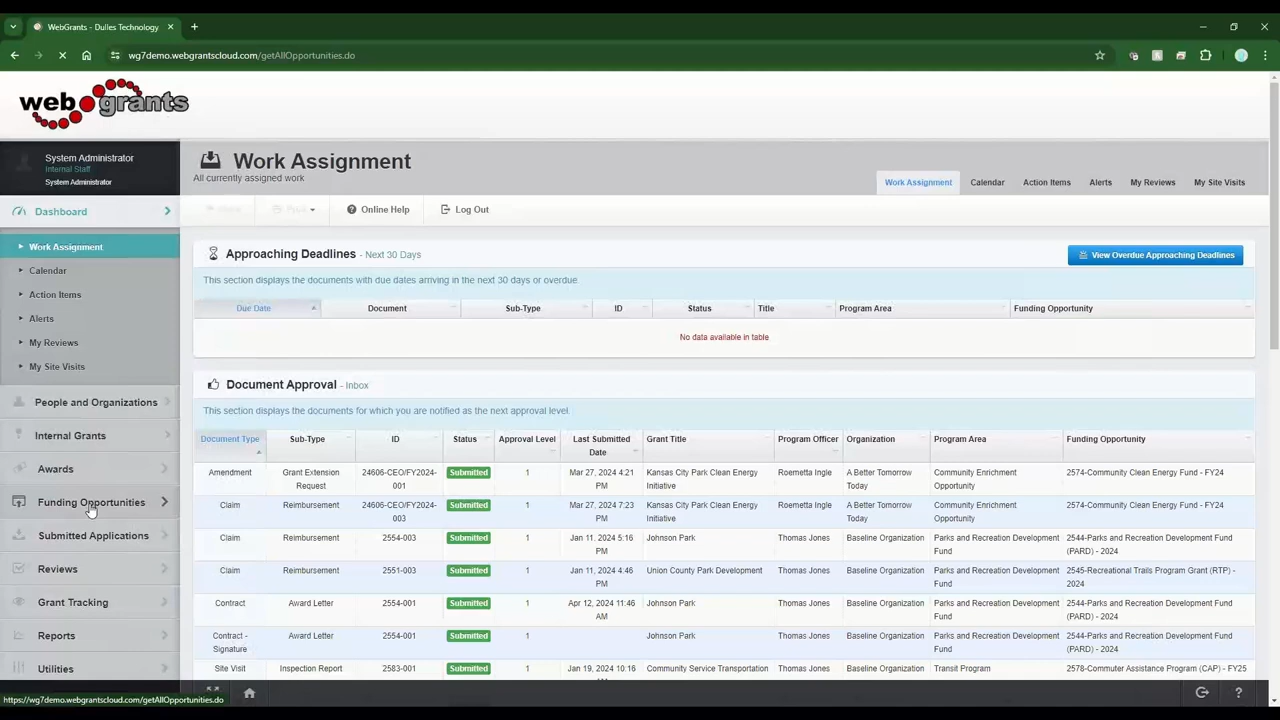 WebGrants - Dulles Technology
wg7demo.webgrantscloud.com/getAllOpportunities.do
web grants
System Administrator
Internal Staff
System Administrator
Dashboard
Work Assignment
Calendar
Action Items
Alerts
My Reviews
My Site Visits
People and Organizations
Internal Grants
Awards
Funding Opportunities
Submitted Applications
Reviews
Grant Tracking
Reports
Utilities
Work Assignment
All currently assigned work
Work Assignment Calendar Action Items Alerts My Reviews My Site Visits
Online Help Log Out
Approaching Deadlines - Next 30 Days
View Overdue Approaching Deadlines
This section displays the documents with due dates arriving in the next 30 days or overdue.
Due Date Document Sub-Type ID Status Title Program Area Funding Opportunity
No data available in table
Document Approval - Inbox
This section displays the documents for which you are notified as the next approval level.
Document Type Sub-Type ID Status Approval Level Last Submitted Grant Title Program Officer Organization Program Area Funding Opportunity
Date
Amendment Grant Extension 24606-CEO/FY2024- Submitted 1 Mar 27, 2024 4:21 Kansas City Park Clean Energy Roemetta Ingle A Better Tomorrow Community Enrichment 2574-Community Clean Energy Fund - FY24
Request 001 PM Initiative Today Opportunity
Claim Reimbursement 24606-CEO/FY2024- Submitted 1 Mar 27, 2024 7:23 Kansas City Park Clean Energy Roemetta Ingle A Better Tomorrow Community Enrichment 2574-Community Clean Energy Fund - FY24
003 PM Initiative Today Opportunity
Claim Reimbursement 2554-003 Submitted 1 Jan 11, 2024 5:16 Johnson Park Thomas Jones Baseline Organization Parks and Recreation Development 2544-Parks and Recreation Development Fund
PM Fund (PARD) - 2024
Claim Reimbursement 2551-003 Submitted 1 Jan 11, 2024 4:46 Union County Park Development Thomas Jones Baseline Organization Parks and Recreation Development 2545-Recreational Trails Program Grant (RTP) -
PM Fund 2024
Contract Award Letter 2554-001 Submitted 1 Apr 12, 2024 11:46 Johnson Park Thomas Jones Baseline Organization Parks and Recreation Development 2544-Parks and Recreation Development Fund
AM Fund (PARD) - 2024
Contract - Award Letter 2554-001 Submitted 1 Johnson Park Thomas Jones Baseline Organization Parks and Recreation Development 2544-Parks and Recreation Development Fund
Signature Fund (PARD) - 2024
Site Visit Inspection Report 2583-001 Submitted 1 Jan 19, 2024 10:16 Community Service Transportation Thomas Jones Baseline Organization Transit Program 2578-Commuter Assistance Program (CAP) - FY25
https://wg7demo.webgrantscloud.com/getAllOpportunities.do